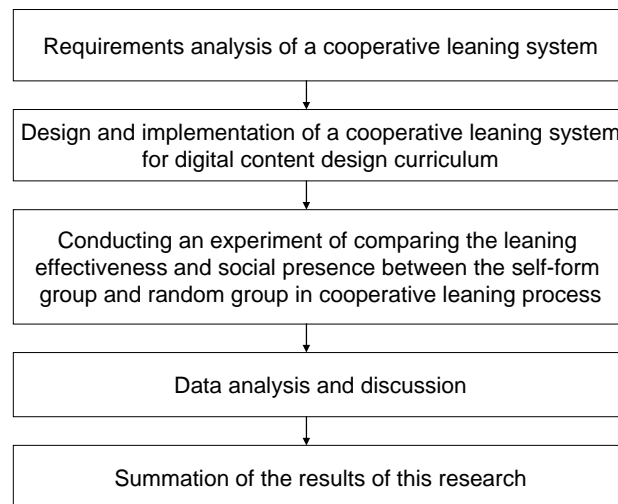 Requirements analysis of a cooperative leaning system
Design and implementation of a cooperative leaning system
for digital content design curriculum
Conducting an experiment of comparing the leaning
effectiveness and social presence between the self-form
group and random group in cooperative leaning process
Data analysis and discussion
Summation of the results of this research